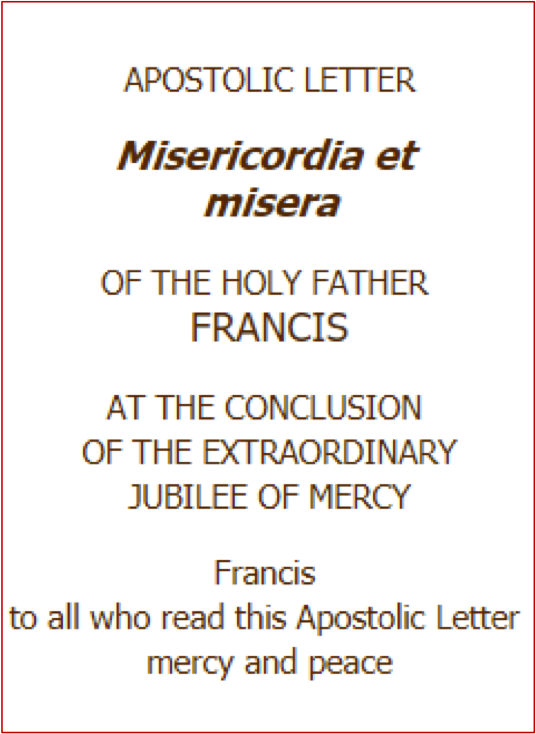 APOSTOLIC LETTER
Misericordia et
misera
OF THE HOLY FATHER
FRANCIS
AT THE CONCLUSION
OF THE EXTRAORDINARY
JUBILEE OF MERCY
Francis
to all who read this Apostolic Letter
mercy and peace